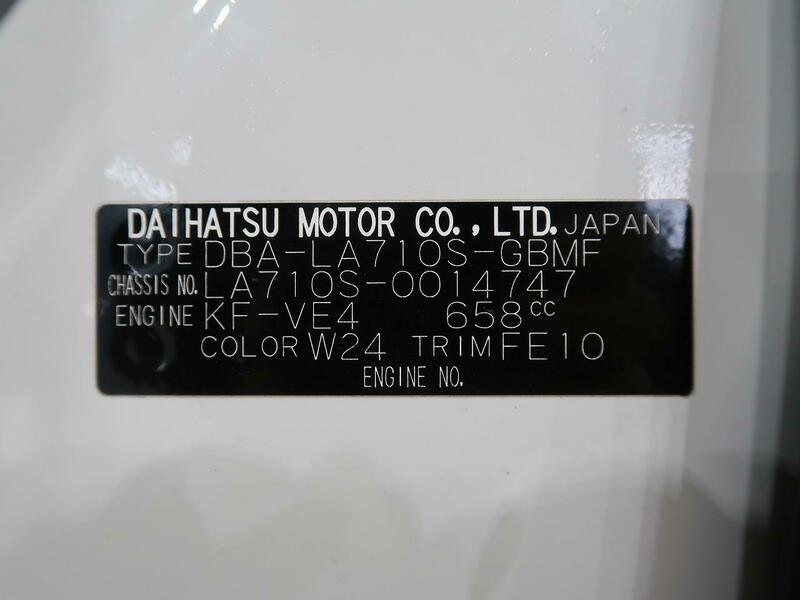 DAIHATSU MOTOR CO., LTD. JAPAN
TYPE DBA-LA710S-GBMF
CHASSIS NO. LA710S-0014747
ENGINE KF-VE4 658cc
COLOR W24 TRIM FE10
ENGINE NO.